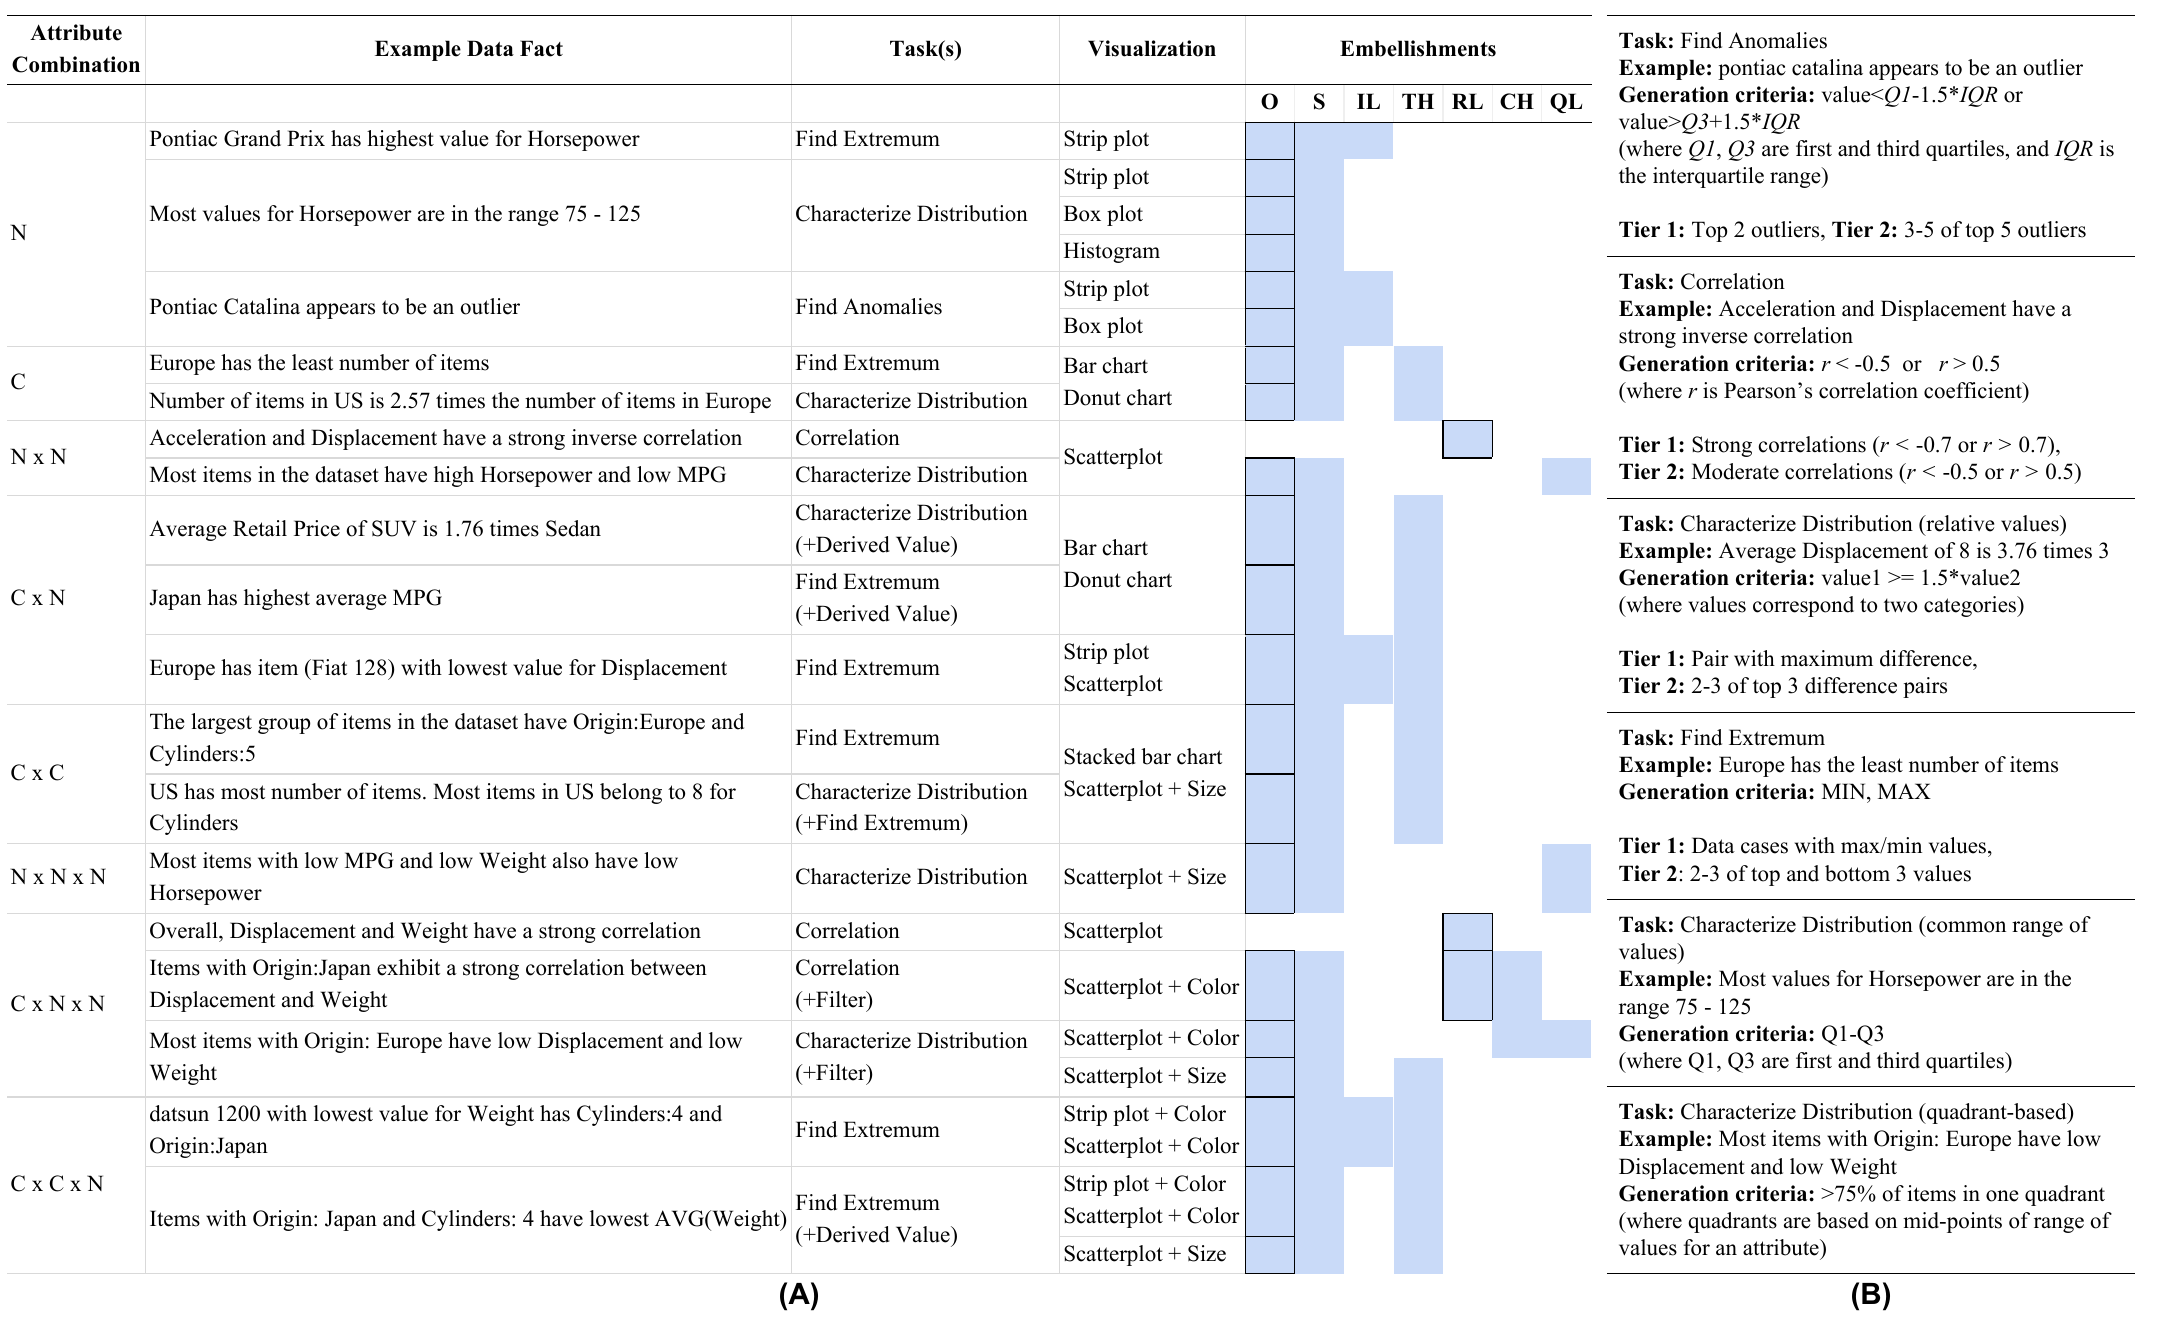 Attribute
Combination
Example Data Fact
Task(s)
Visualization
Embellishments
O S IL TH RL CH QL
N
Pontiac Grand Prix has highest value for Horsepower
Find Extremum
Strip plot
Most values for Horsepower are in the range 75 - 125
Characterize Distribution
Strip plot
Box plot
Histogram
Pontiac Catalina appears to be an outlier
Find Anomalies
Strip plot
Box plot
C
Europe has the least number of items
Find Extremum
Number of items in US is 2.57 times the number of items in Europe
Characterize Distribution
Bar chart
Donut chart
N x N
Acceleration and Displacement have a strong inverse correlation
Correlation
Most items in the dataset have high Horsepower and low MPG
Characterize Distribution
Scatterplot
C x N
Average Retail Price of SUV is 1.76 times Sedan
Characterize Distribution
(+Derived Value)
Japan has highest average MPG
Find Extremum
(+Derived Value)
Bar chart
Donut chart
Europe has item (Fiat 128) with lowest value for Displacement
Find Extremum
Strip plot
Scatterplot
C x C
The largest group of items in the dataset have Origin:Europe and
Cylinders:5
Find Extremum
US has most number of items. Most items in US belong to 8 for
Cylinders
Characterize Distribution
(+Find Extremum)
Stacked bar chart
Scatterplot + Size
N x N x N
Most items with low MPG and low Weight also have low
Horsepower
Characterize Distribution
Scatterplot + Size
C x N x N
Overall, Displacement and Weight have a strong correlation
Correlation
Scatterplot
Items with Origin:Japan exhibit a strong correlation between
Displacement and Weight
Correlation
(+Filter)
Scatterplot + Color
Most items with Origin: Europe have low Displacement and low
Weight
Characterize Distribution
(+Filter)
Scatterplot + Color
Scatterplot + Size
C x C x N
datsun 1200 with lowest value for Weight has Cylinders:4 and
Origin:Japan
Find Extremum
Strip plot + Color
Scatterplot + Color
Items with Origin: Japan and Cylinders: 4 have lowest AVG(Weight)
Find Extremum
(+Derived Value)
Strip plot + Color
Scatterplot + Color
Scatterplot + Size
(A)
Task: Find Anomalies
Example: pontiac catalina appears to be an outlier
Generation criteria: value<Q1-1.5*IQR or
value>Q3+1.5*IQR
(where Q1, Q3 are first and third quartiles, and IQR is
the interquartile range)
Tier 1: Top 2 outliers, Tier 2: 3-5 of top 5 outliers
Task: Correlation
Example: Acceleration and Displacement have a
strong inverse correlation
Generation criteria: r < -0.5 or r > 0.5
(where r is Pearson’s correlation coefficient)
Tier 1: Strong correlations (r < -0.7 or r > 0.7),
Tier 2: Moderate correlations (r < -0.5 or r > 0.5)
Task: Characterize Distribution (relative values)
Example: Average Displacement of 8 is 3.76 times 3
Generation criteria: value1 >= 1.5*value2
(where values correspond to two categories)
Tier 1: Pair with maximum difference,
Tier 2: 2-3 of top 3 difference pairs
Task: Find Extremum
Example: Europe has the least number of items
Generation criteria: MIN, MAX
Tier 1: Data cases with max/min values,
Tier 2: 2-3 of top and bottom 3 values
Task: Characterize Distribution (common range of
values)
Example: Most values for Horsepower are in the
range 75 - 125
Generation criteria: Q1-Q3
(where Q1, Q3 are first and third quartiles)
Task: Characterize Distribution (quadrant-based)
Example: Most items with Origin: Europe have low
Displacement and low Weight
Generation criteria: >75% of items in one quadrant
(where quadrants are based on mid-points of range of
values for an attribute)
(B)